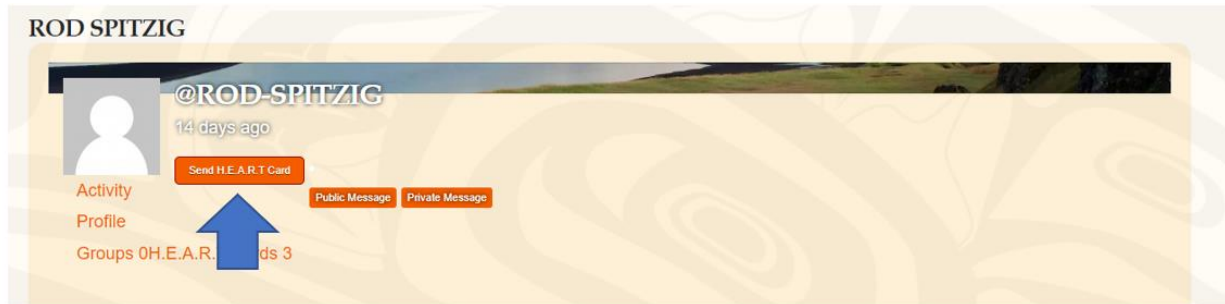 ROD SPITZIG
@ROD-SPITZIG
14 days ago
Send H.E.A.R.T Card
Public Message Private Message
Activity
Profile
Groups 0H.E.A.R. ds 3